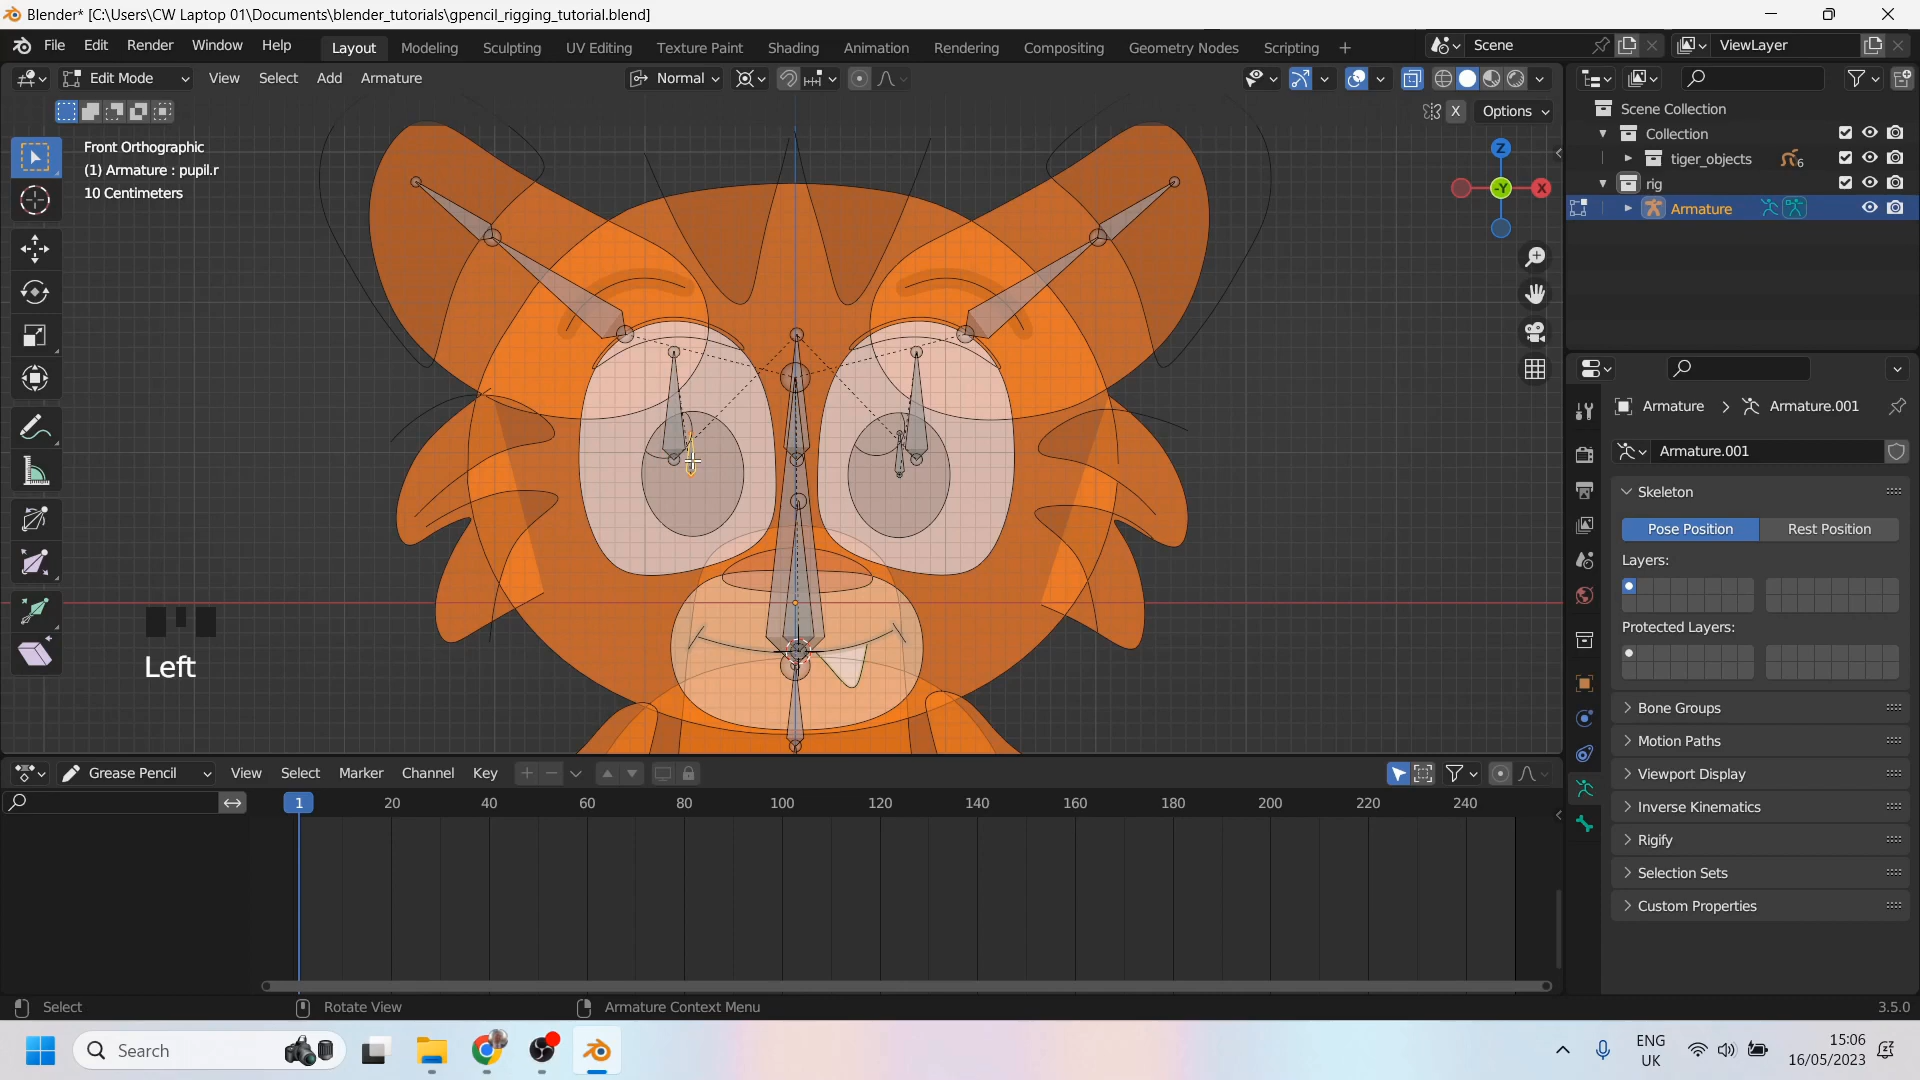 Blender* [C:\Users\CW Laptop 01\Documents\blender_tutorials\gpencil_rigging_tutorial.blend]
File Edit Render Window Help Layout Modeling Sculpting UV Editing Texture Paint Shading Animation Rendering Compositing Geometry Nodes Scripting + Scene ViewLayer
Edit Mode View Select Add Armature Normal
X Options
Scene Collection
Collection
tiger_objects 6
rig
Armature
Front Orthographic
(1) Armature : pupil.r
10 Centimeters
Z
-Y X
Left
Armature > Armature.001
Armature.001
Skeleton
Pose Position Rest Position
Layers:
Protected Layers:
Bone Groups
Motion Paths
Viewport Display
Inverse Kinematics
Rigify
Selection Sets
Custom Properties
Grease Pencil View Select Marker Channel Key
1 20 40 60 80 100 120 140 160 180 200 220 240
Select Rotate View Armature Context Menu 3.5.0
Search
ENG
UK
15:06
16/05/2023